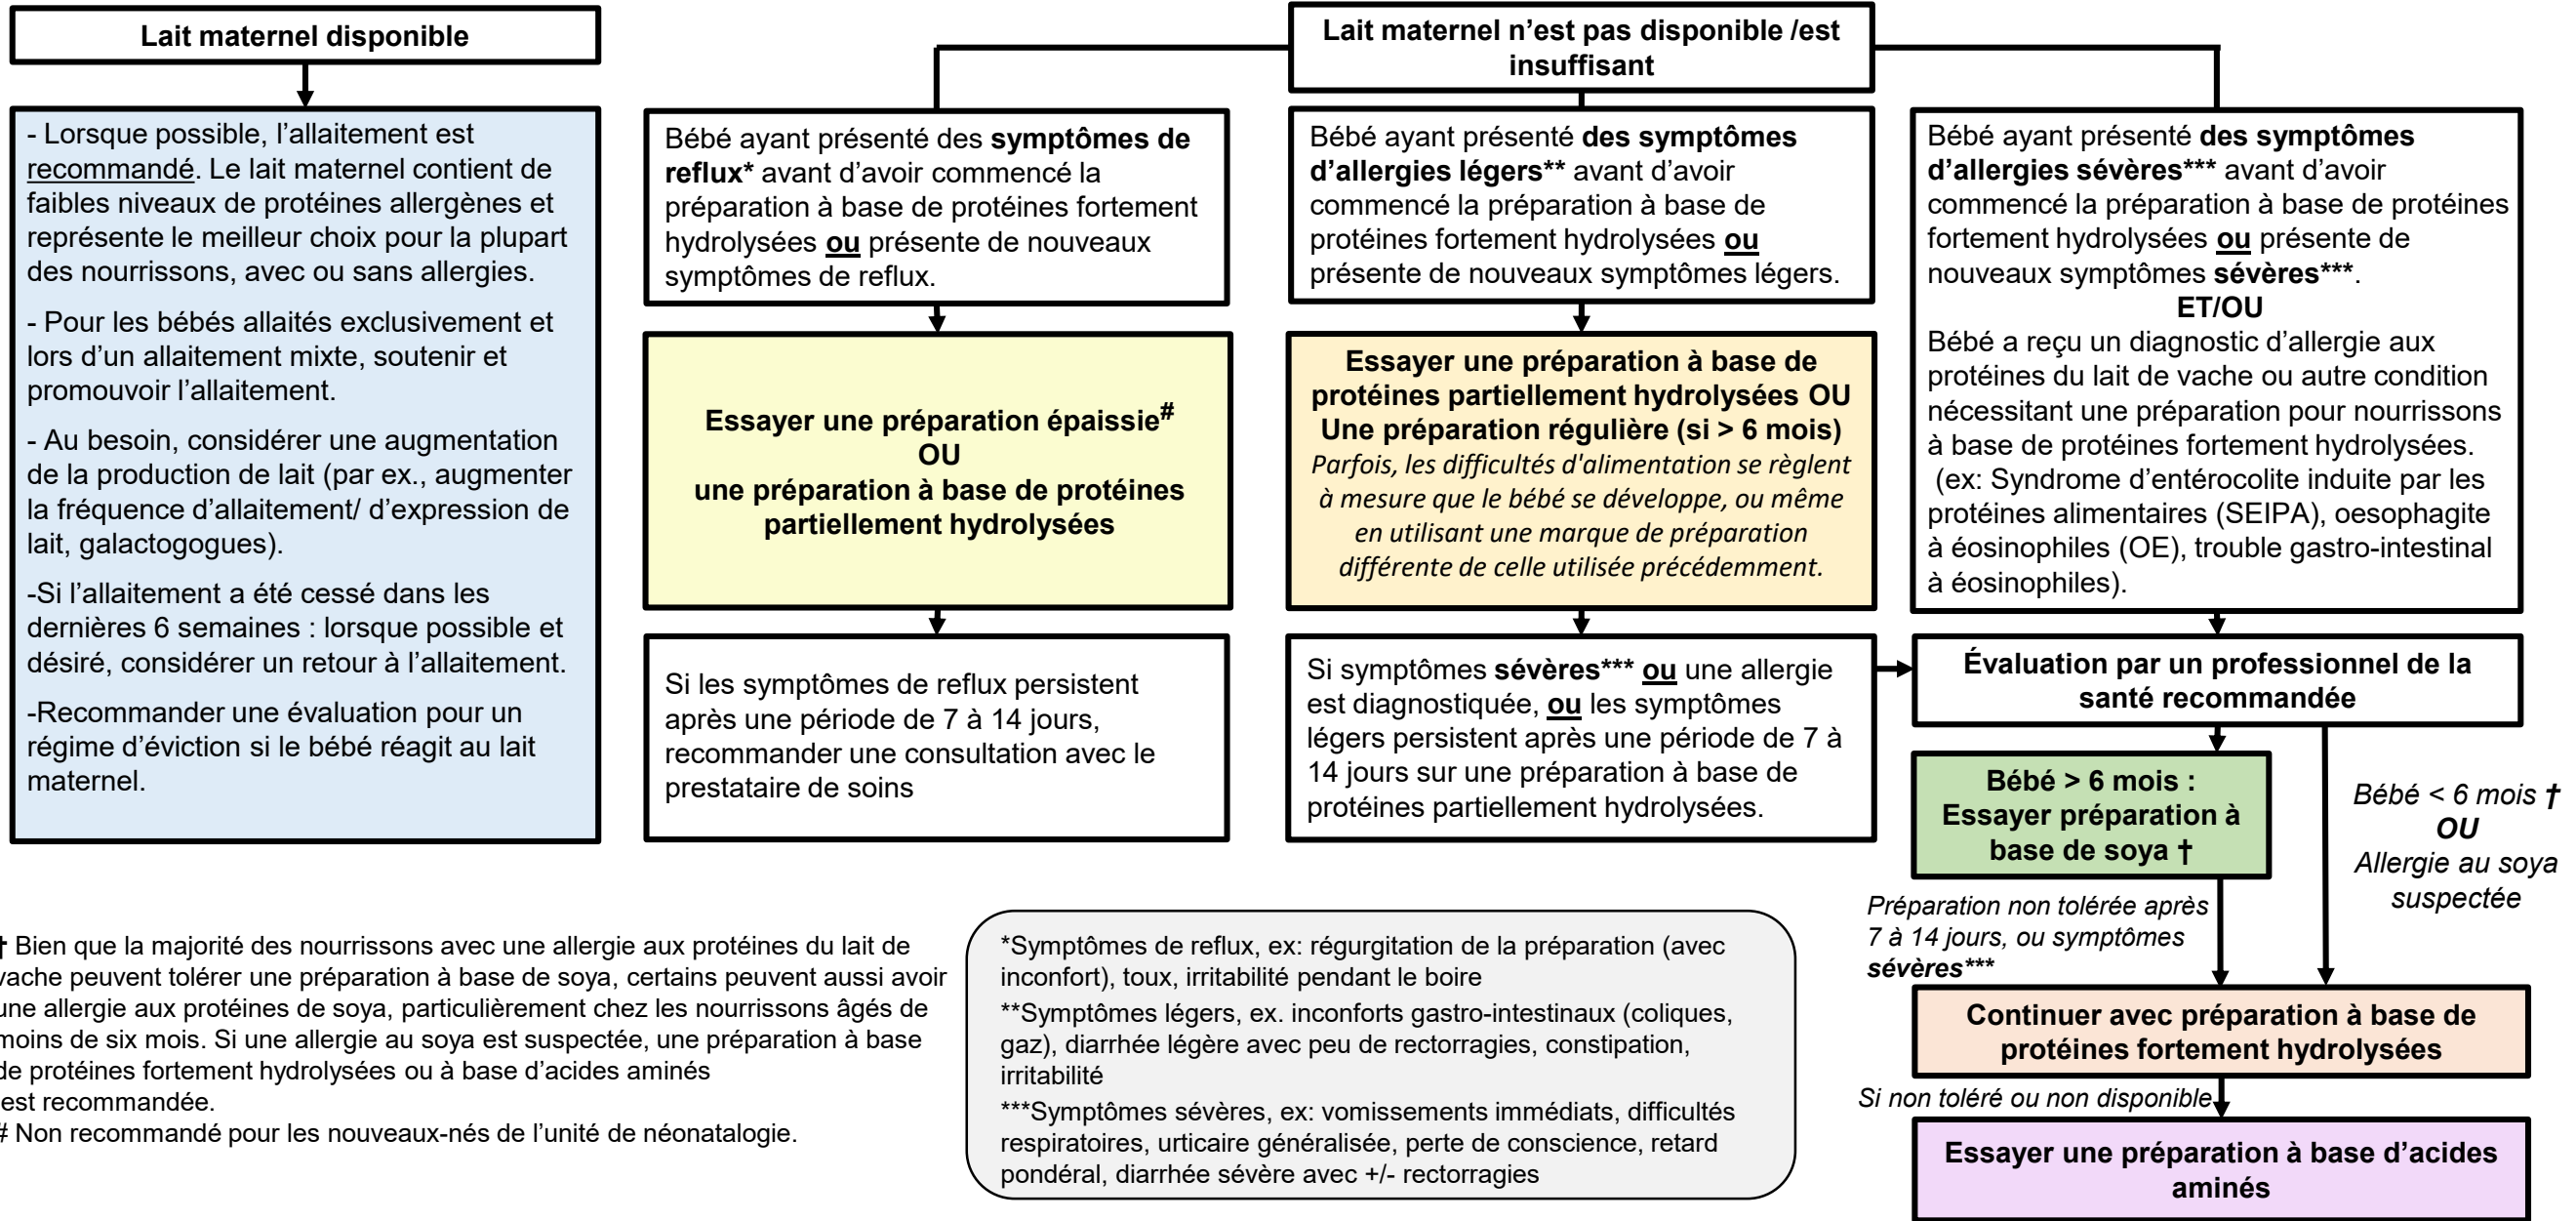 Lait maternel disponible
- Lorsque possible, l'allaitement est
recommandé. Le lait maternel contient de
faibles niveaux de protéines allergènes et
représente le meilleur choix pour la plupart
des nourrissons, avec ou sans allergies.
- Pour les bébés allaités exclusivement et
lors d'un allaitement mixte, soutenir et
promouvoir l'allaitement.
- Au besoin, considérer une augmentation
de la production de lait (par ex., augmenter
la fréquence d'allaitement/ d'expression de
lait, galactogogues).
-Si l'allaitement a été cessé dans les
dernières 6 semaines : lorsque possible et
désiré, considérer un retour à l'allaitement.
-Recommander une évaluation pour un
régime d'éviction si le bébé réagit au lait
maternel.
Lait maternel n'est pas disponible /est
insuffisant
Bébé ayant présenté des symptômes de
reflux* avant d'avoir commencé la
préparation à base de protéines fortement
hydrolysées ou présente de nouveaux
symptômes de reflux.
Essayer une préparation épaissie#
OU
une préparation à base de protéines
partiellement hydrolysées
Si les symptômes de reflux persistent
après une période de 7 à 14 jours,
recommander une consultation avec le
prestataire de soins
Bébé ayant présenté des symptômes
d'allergies légers** avant d'avoir
commencé la préparation à base de
protéines fortement hydrolysées ou
présente de nouveaux symptômes légers.
Essayer une préparation à base de
protéines partiellement hydrolysées OU
Une préparation régulière (si > 6 mois)
Parfois, les difficultés d'alimentation se règlent
à mesure que le bébé se développe, ou même
en utilisant une marque de préparation
différente de celle utilisée précédemment.
Si symptômes sévères*** ou une allergie
est diagnostiquée, ou les symptômes
légers persistent après une période de 7 à
14 jours sur une préparation à base de
protéines partiellement hydrolysées.
Bébé ayant présenté des symptômes
d'allergies sévères*** avant d'avoir
commencé la préparation à base de protéines
fortement hydrolysées ou présente de
nouveaux symptômes sévères***.
ET/OU
Bébé a reçu un diagnostic d'allergie aux
protéines du lait de vache ou autre condition
nécessitant une préparation pour nourrissons
à base de protéines fortement hydrolysées.
(ex: Syndrome d'entérocolite induite par les
protéines alimentaires (SEIPA), oesophagite
à éosinophiles (OE), trouble gastro-intestinal
à éosinophiles).
Évaluation par un professionnel de la
santé recommandée
Bébé > 6 mois :
Essayer préparation à
base de soya †
Bébé < 6 mois †
OU
Allergie au soya
suspectée
Préparation non tolérée après
7 à 14 jours, ou symptômes
sévères***
Continuer avec préparation à base de
protéines fortement hydrolysées
Si non toléré ou non disponible
Essayer une préparation à base d'acides
aminés
† Bien que la majorité des nourrissons avec une allergie aux protéines du lait de
vache peuvent tolérer une préparation à base de soya, certains peuvent aussi avoir
une allergie aux protéines de soya, particulièrement chez les nourrissons âgés de
moins de six mois. Si une allergie au soya est suspectée, une préparation à base
de protéines fortement hydrolysées ou à base d'acides aminés
est recommandée.
# Non recommandé pour les nouveaux-nés de l'unité de néonatalogie.
*Symptômes de reflux, ex: régurgitation de la préparation (avec
inconfort), toux, irritabilité pendant le boire
**Symptômes légers, ex. inconforts gastro-intestinaux (coliques,
gaz), diarrhée légère avec peu de rectorragies, constipation,
irritabilité
***Symptômes sévères, ex: vomissements immédiats, difficultés
respiratoires, urticaire généralisée, perte de conscience, retard
pondéral, diarrhée sévère avec +/- rectorragies